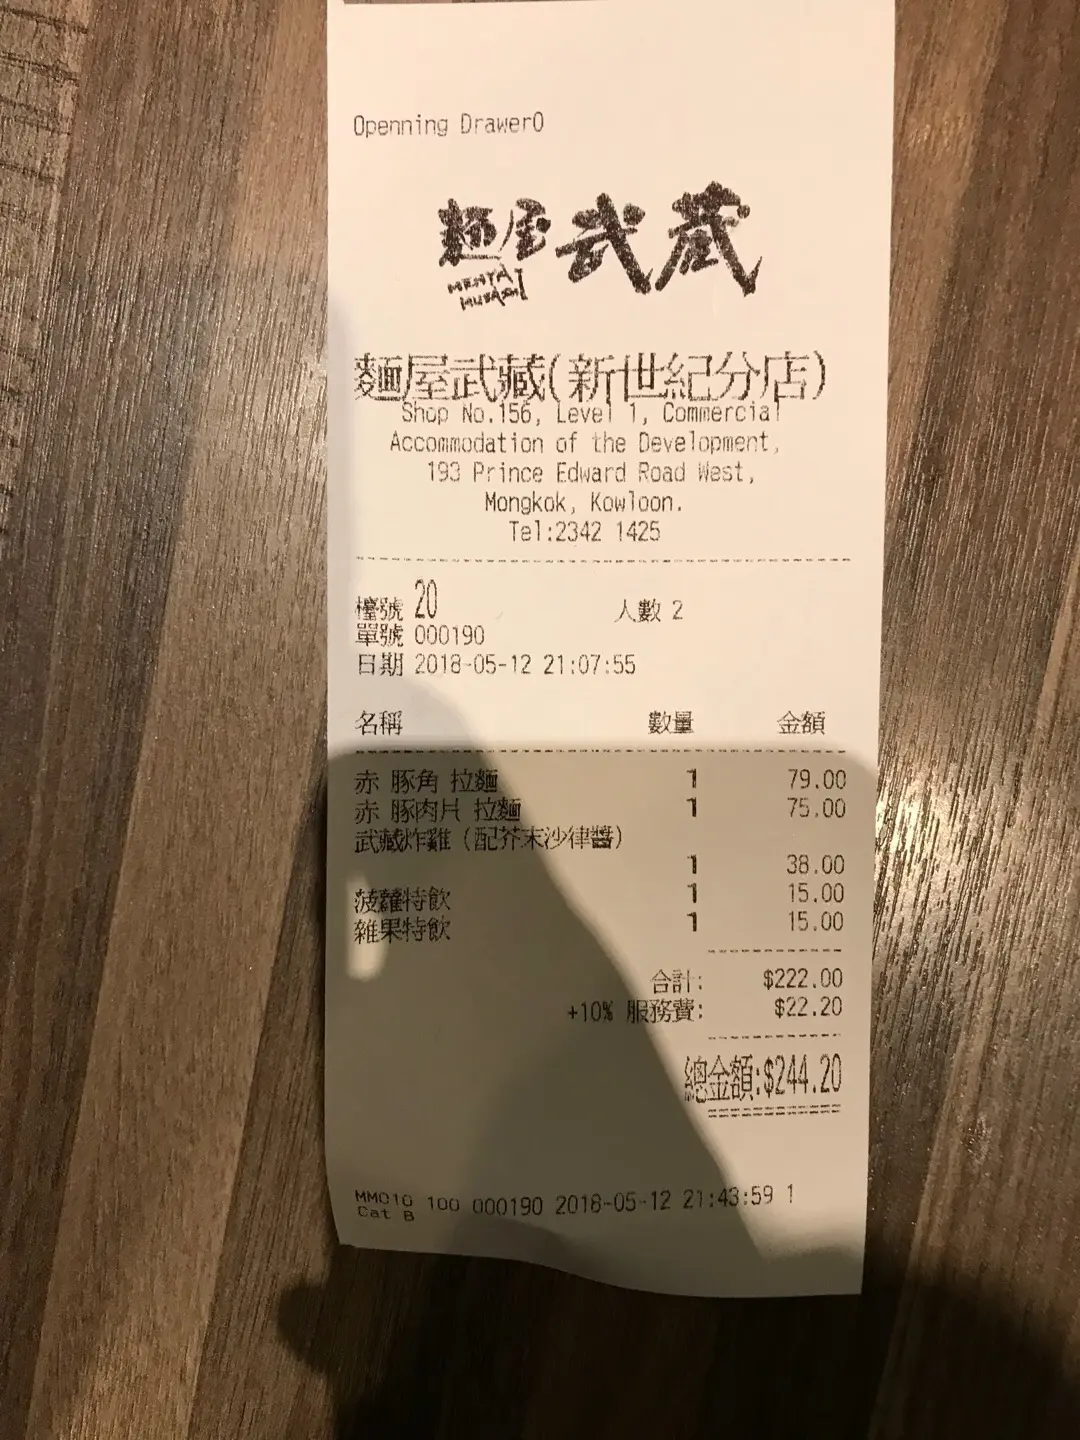 Openning Drawer0
麵屋武蔵
MENYA
MUSASHI
麵屋武藏(新世紀分店)
Shop No.156, Level 1, Commercial
Accommodation of the Development,
193 Prince Edward Road West,
Mongkok, Kowloon.
Tel:2342 1425
檯號 20 人數 2
單號 000190
日期 2018-05-12 21:07:55
名稱 數量 金額
赤 豚角 拉麵 1 79.00
赤 豚肉片 拉麵 1 75.00
武藏炸雞(配芥末沙律醬)
1 38.00
菠蘿特飲 1 15.00
雜果特飲 1 15.00
合計: $222.00
+10% 服務費: $22.20
總金額:$244.20
MM010 100 000190 2018-05-12 21:43:59 1
Cat B